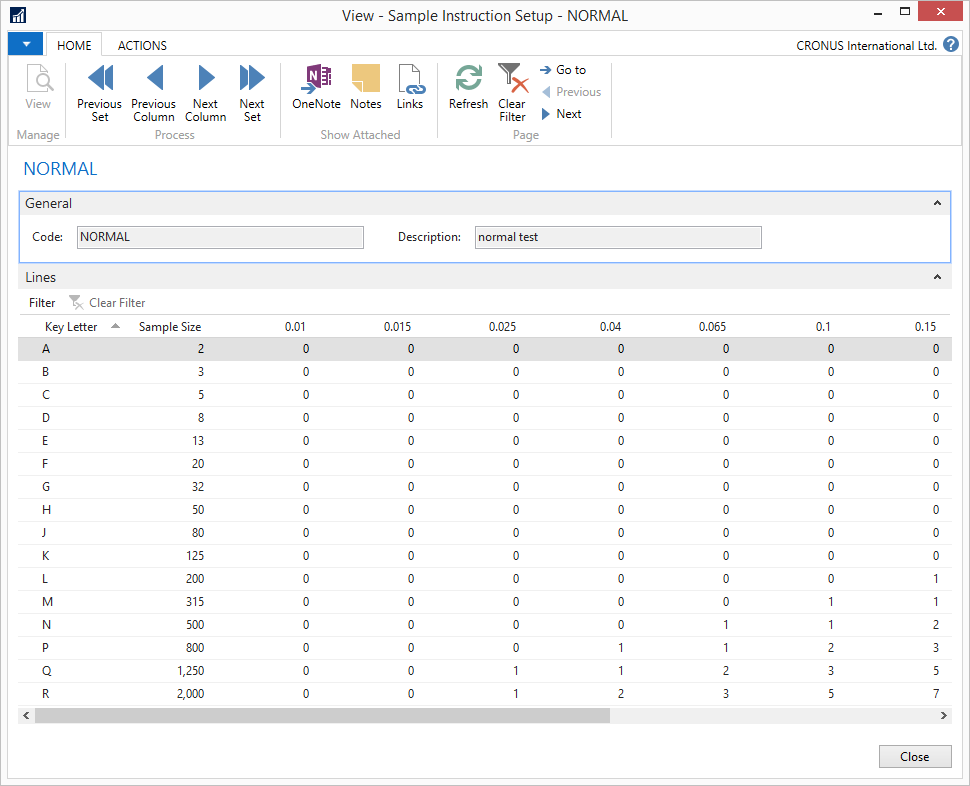 View - Sample Instruction Setup - NORMAL
HOME ACTIONS CRONUS International Ltd. ?
View Previous Set Previous Column Next Column Next Set OneNote Notes Links Refresh Clear Filter Go to Previous Next
Manage Process Show Attached Page
NORMAL
General
Code: NORMAL Description: normal test
Lines
Filter Clear Filter
Key Letter Sample Size 0.01 0.015 0.025 0.04 0.065 0.1 0.15
A 2 0 0 0 0 0 0 0
B 3 0 0 0 0 0 0 0
C 5 0 0 0 0 0 0 0
D 8 0 0 0 0 0 0 0
E 13 0 0 0 0 0 0 0
F 20 0 0 0 0 0 0 0
G 32 0 0 0 0 0 0 0
H 50 0 0 0 0 0 0 0
J 80 0 0 0 0 0 0 0
K 125 0 0 0 0 0 0 0
L 200 0 0 0 0 0 0 1
M 315 0 0 0 0 0 1 1
N 500 0 0 0 0 1 1 2
P 800 0 0 0 1 1 2 3
Q 1,250 0 0 1 1 2 3 5
R 2,000 0 0 1 2 3 5 7
Close